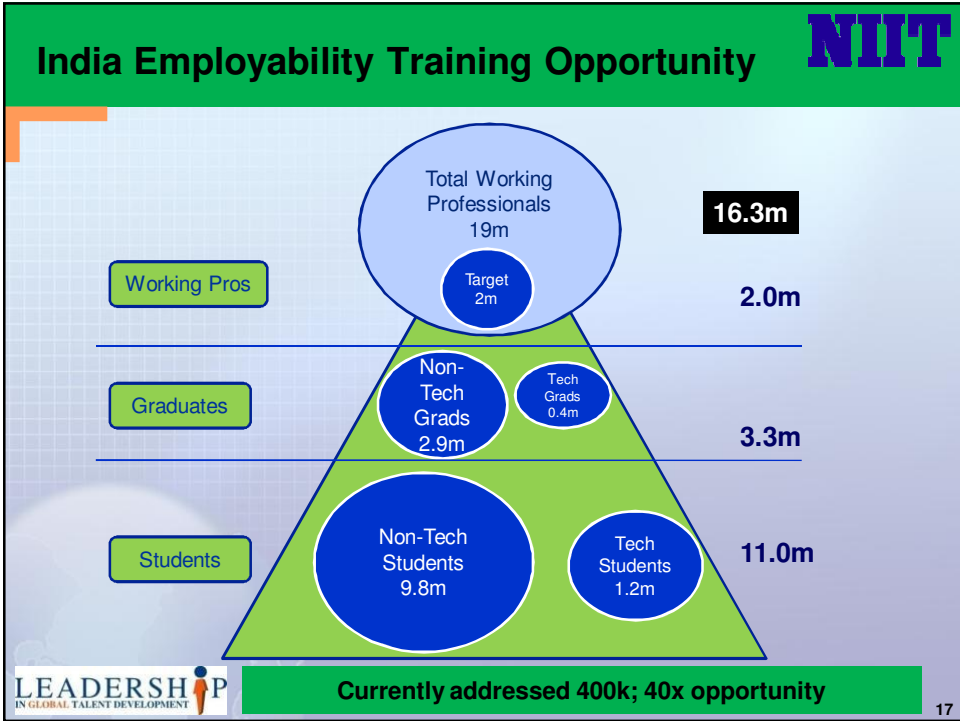 India Employability Training Opportunity
NIIT
Total Working
Professionals
19m
16.3m
Target
2m
Working Pros
2.0m
Non-
Tech
Grads
2.9m
Tech
Grads
0.4m
Graduates
3.3m
Non-Tech
Students
9.8m
Tech
Students
1.2m
Students
11.0m
LEADERSHIP
IN GLOBAL TALENT DEVELOPMENT
Currently addressed 400k; 40x opportunity
17